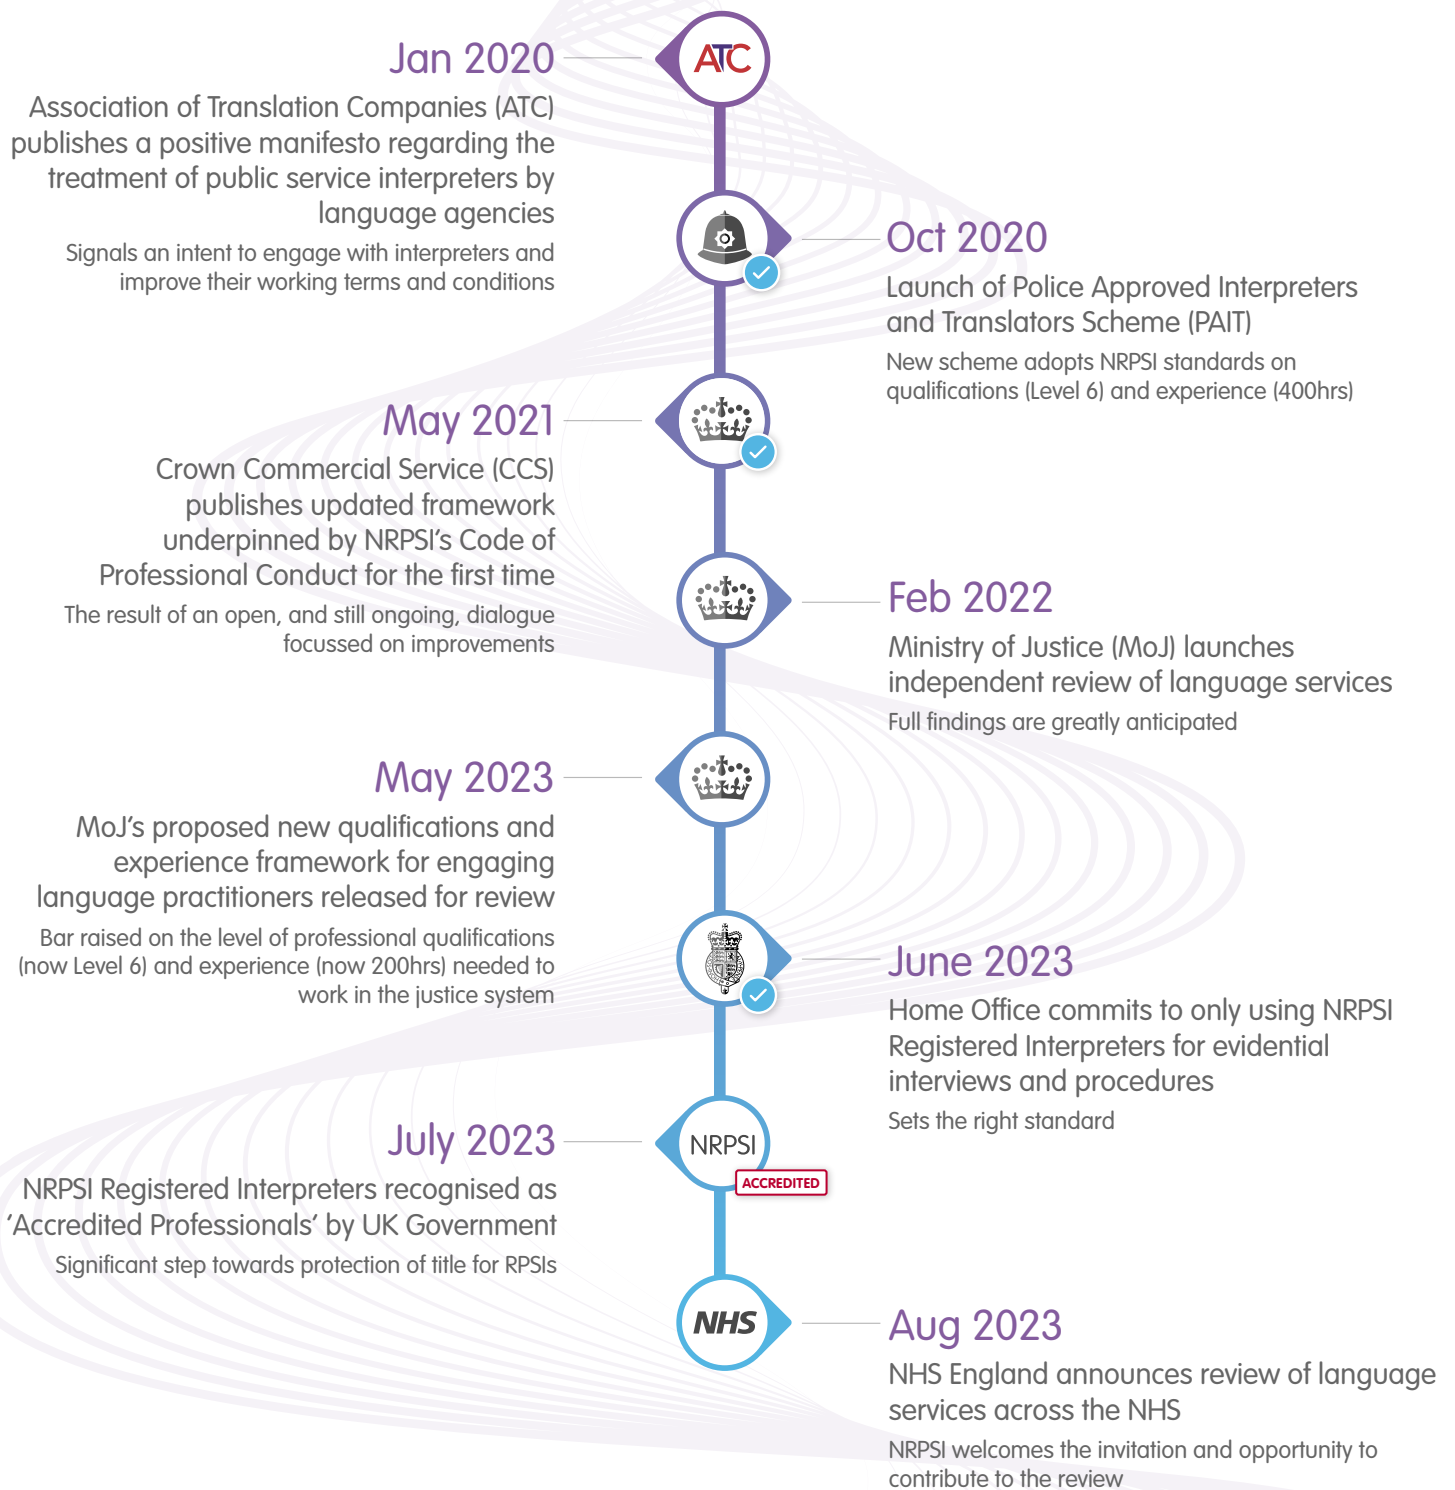 ATC
Jan 2020
Association of Translation Companies (ATC)
publishes a positive manifesto regarding the
treatment of public service interpreters by
language agencies
Signals an intent to engage with interpreters and
improve their working terms and conditions
Oct 2020
Launch of Police Approved Interpreters
and Translators Scheme (PAIT)
New scheme adopts NRPSI standards on
qualifications (Level 6) and experience (400hrs)
May 2021
Crown Commercial Service (CCS)
publishes updated framework
underpinned by NRPSI’s Code of
Professional Conduct for the first time
The result of an open, and still ongoing, dialogue
focussed on improvements
Feb 2022
Ministry of Justice (MoJ) launches
independent review of language services
Full findings are greatly anticipated
May 2023
MoJ’s proposed new qualifications and
experience framework for engaging
language practitioners released for review
Bar raised on the level of professional qualifications
(now Level 6) and experience (now 200hrs) needed to
work in the justice system
June 2023
Home Office commits to only using NRPSI
Registered Interpreters for evidential
interviews and procedures
Sets the right standard
July 2023
NRPSI
ACCREDITED
NRPSI Registered Interpreters recognised as
‘Accredited Professionals’ by UK Government
Significant step towards protection of title for RPSIs
NHS
Aug 2023
NHS England announces review of language
services across the NHS
NRPSI welcomes the invitation and opportunity to
contribute to the review